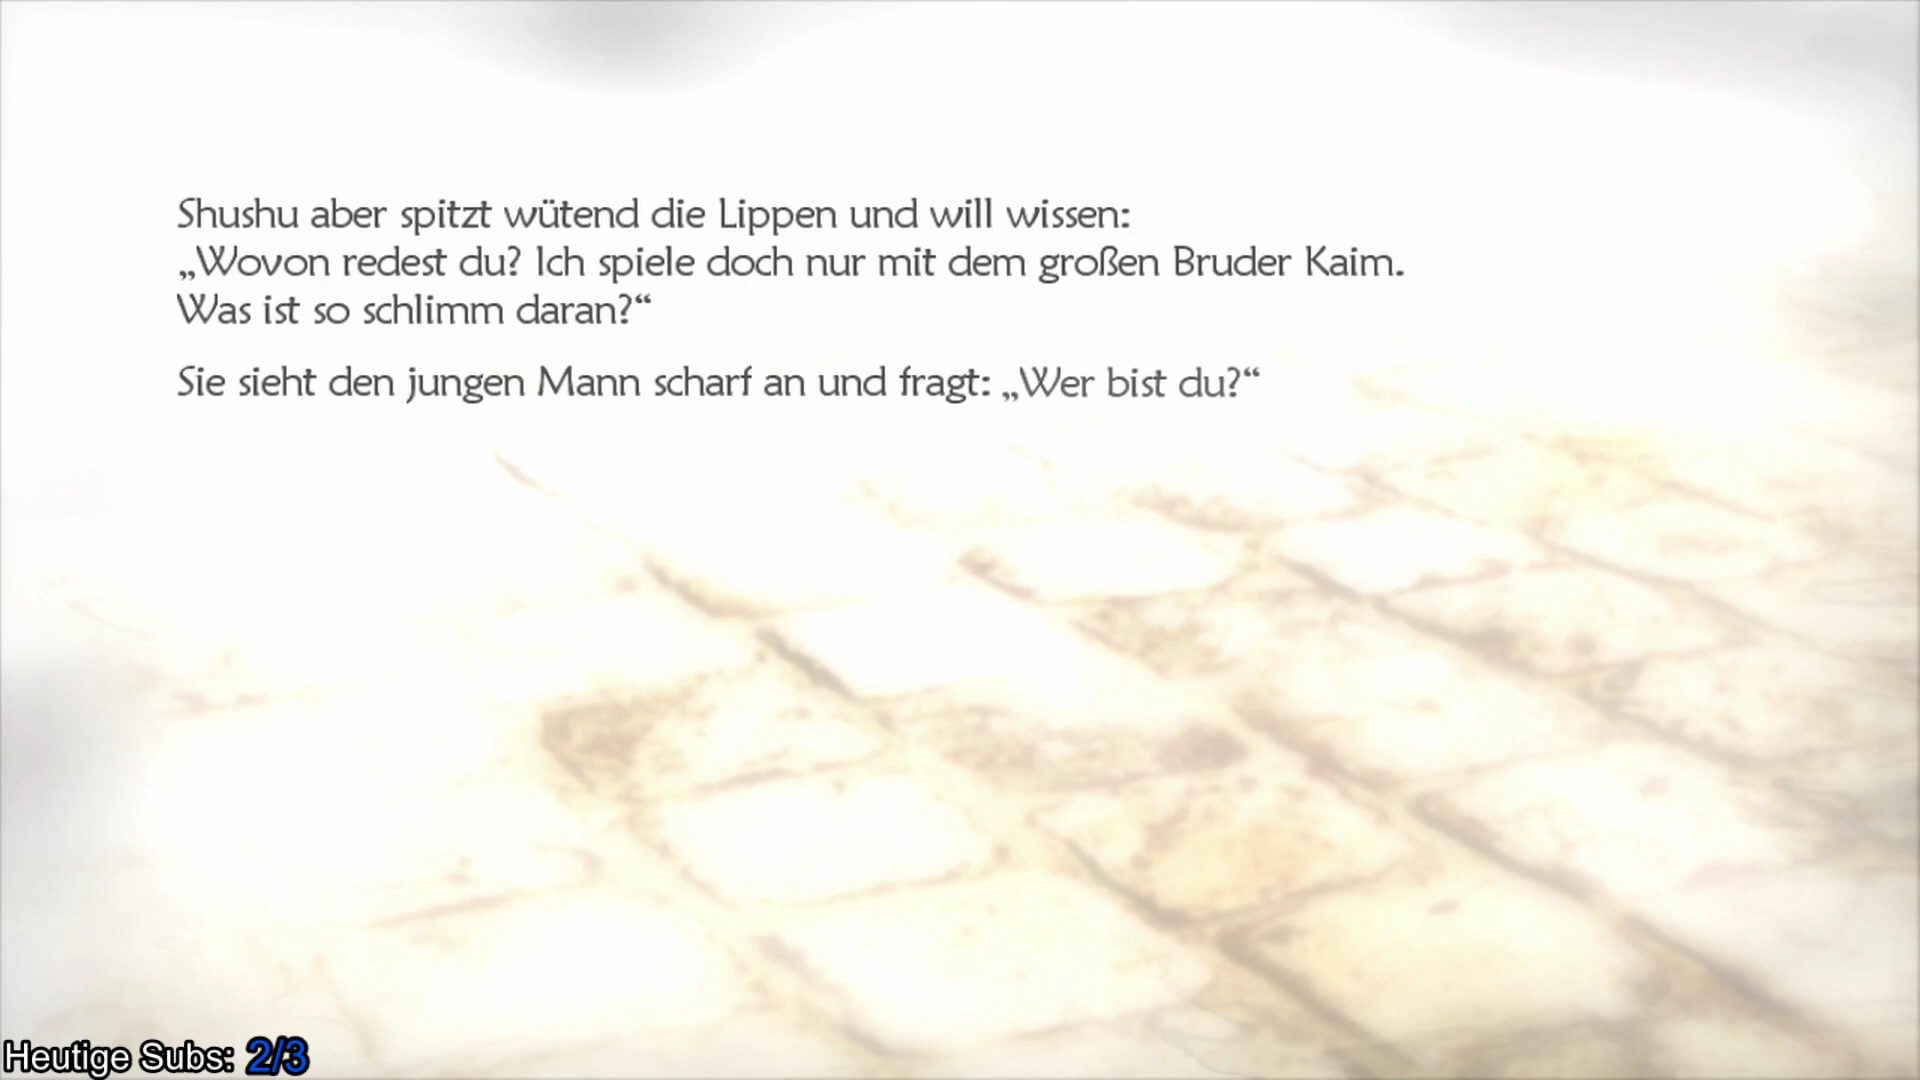 Shushu aber spitzt wütend die Lippen und will wissen:
„Wovon redest du? Ich spiele doch nur mit dem großen Bruder Kaim.
Was ist so schlimm daran?“
Sie sieht den jungen Mann scharf an und fragt: „Wer bist du?“
Heutige Subs: 2/3